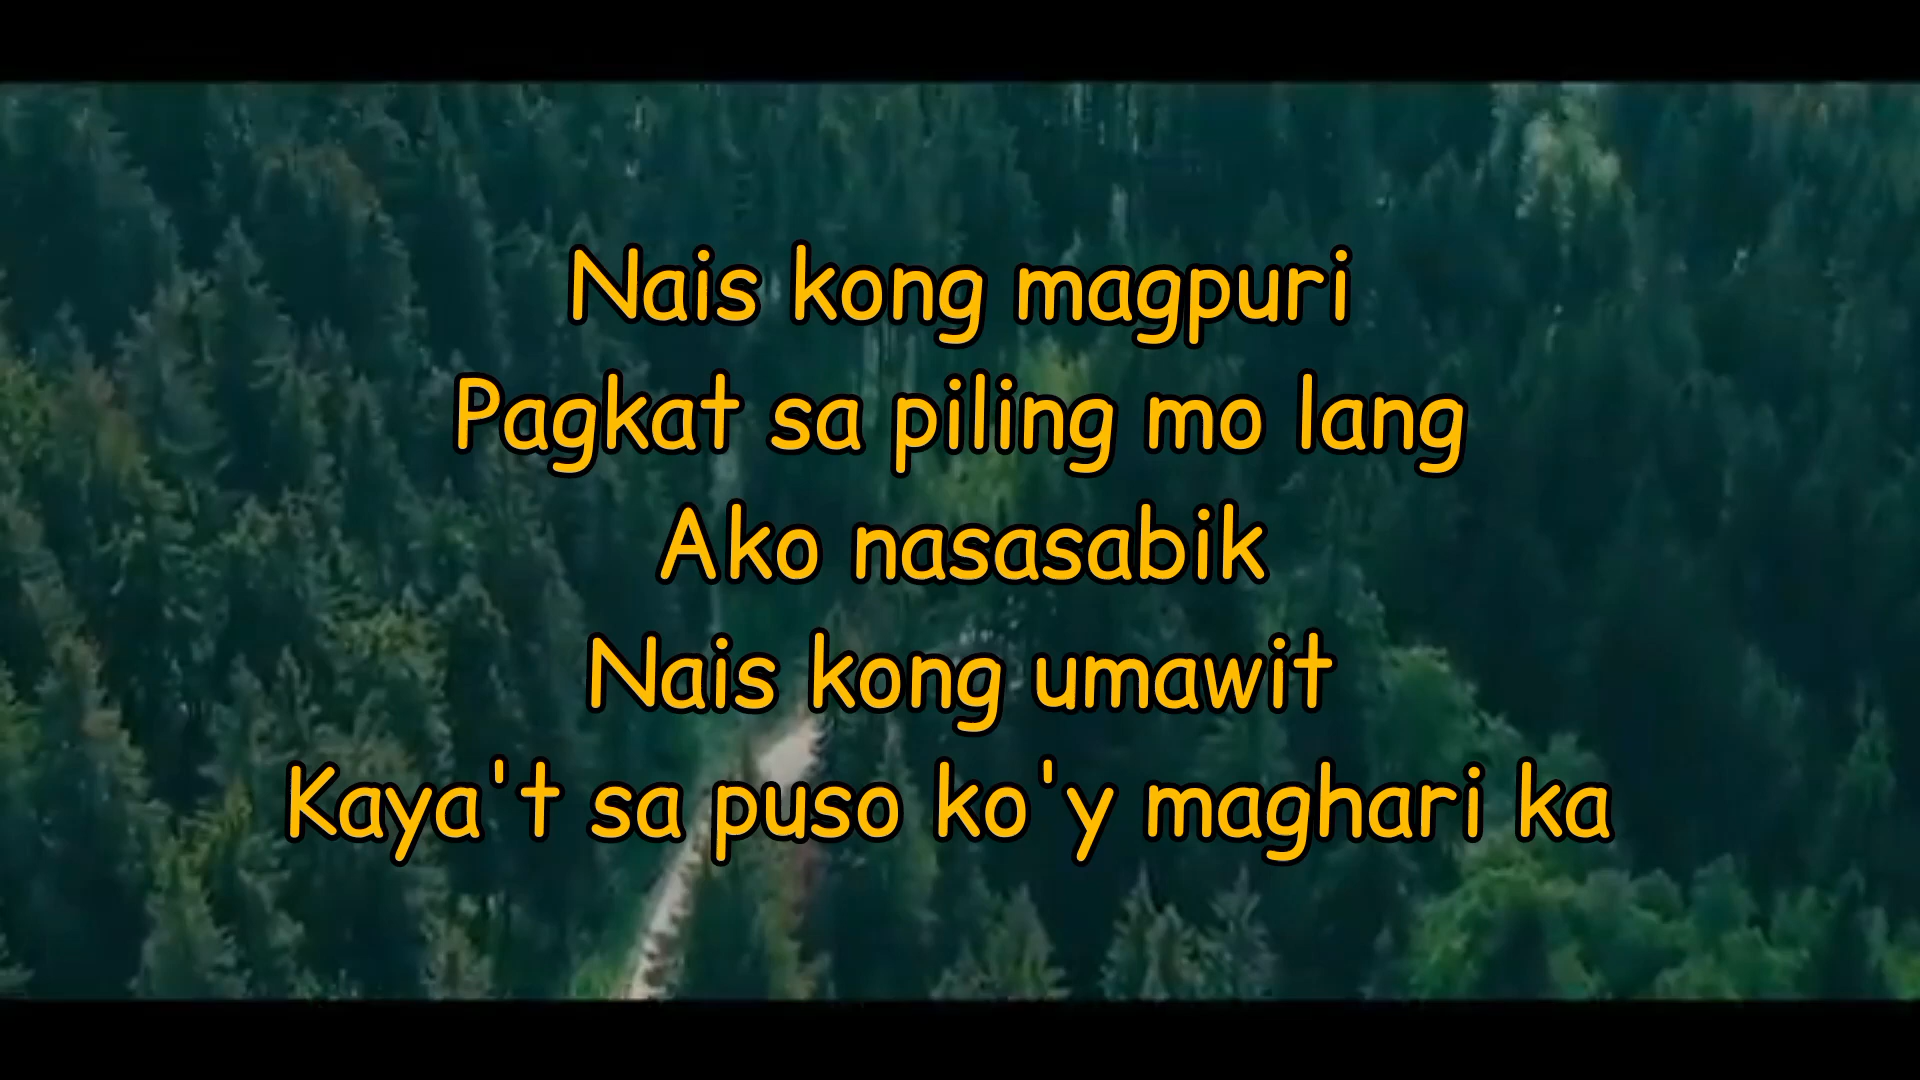 Nais kong magpuri
Pagkat sa piling mo lang
Ako nasasabik
Nais kong umawit
Kaya't sa puso ko'y maghari ka